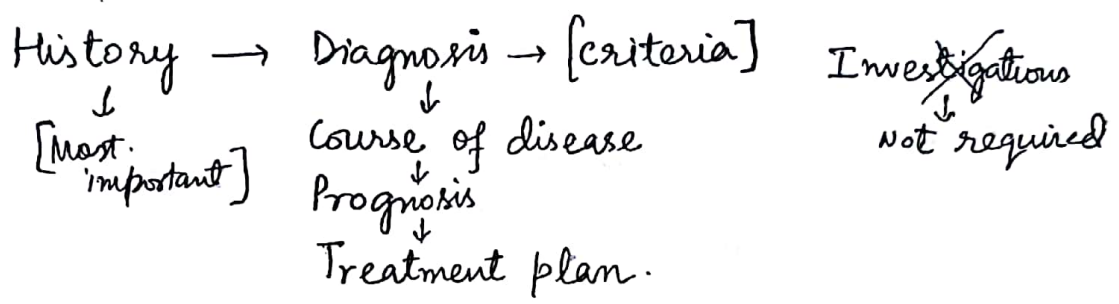 History → Diagnosis → [criteria] Investigations
↓ ↓ ↓
[Most. Course of disease Not required
important] ↓
Prognosis
↓
Treatment plan.